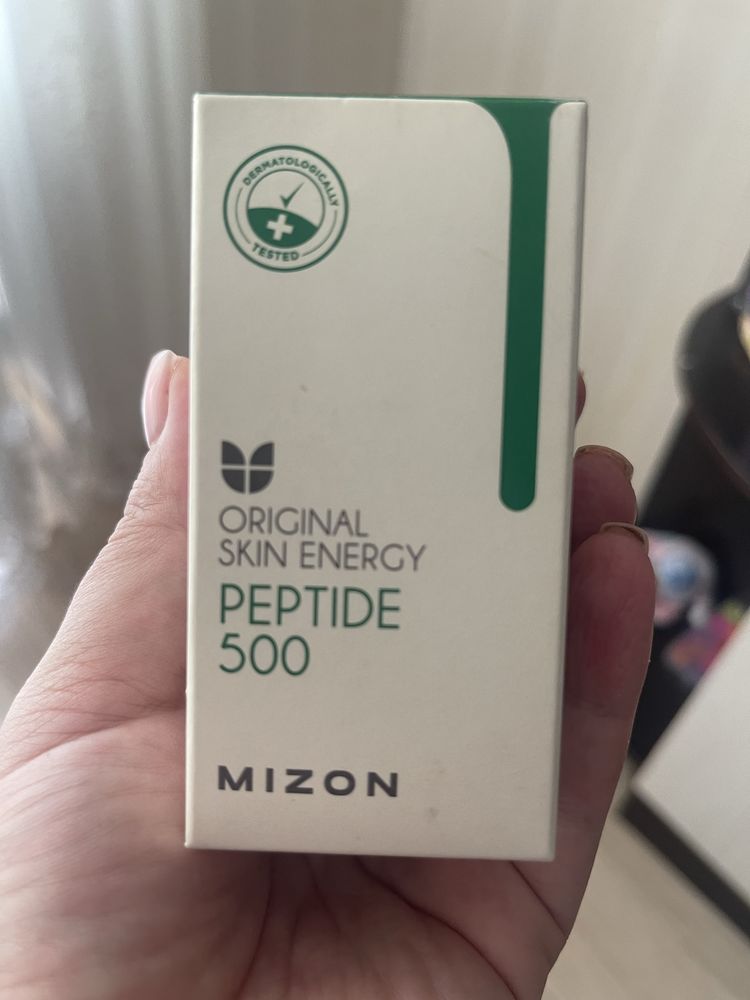 DERMATOLOGICALLY
TESTED
ORIGINAL
SKIN ENERGY
PEPTIDE
500
MIZON